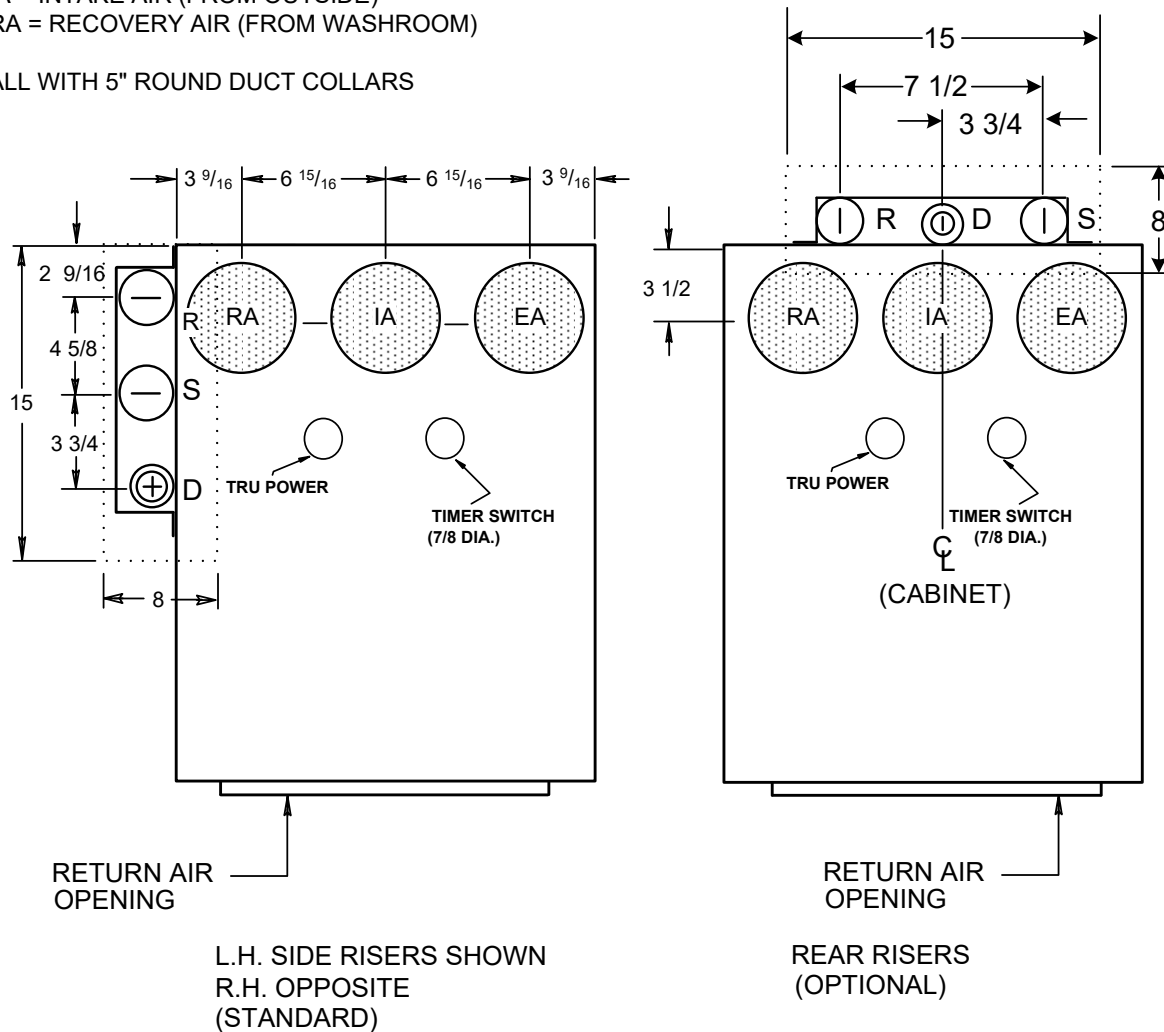 = INTAKE AIR (FROM OUTSIDE)
RA = RECOVERY AIR (FROM WASHROOM)
ALL WITH 5" ROUND DUCT COLLARS
3 9/16
6 15/16
6 15/16
3 9/16
2 9/16
4 5/8
15
3 3/4
8
R
S
D
RA
IA
EA
TRU POWER
TIMER SWITCH
(7/8 DIA.)
RETURN AIR
OPENING
L.H. SIDE RISERS SHOWN
R.H. OPPOSITE
(STANDARD)
15
7 1/2
3 3/4
8
R
D
S
3 1/2
RA
IA
EA
TRU POWER
TIMER SWITCH
(7/8 DIA.)
CL
(CABINET)
RETURN AIR
OPENING
REAR RISERS
(OPTIONAL)